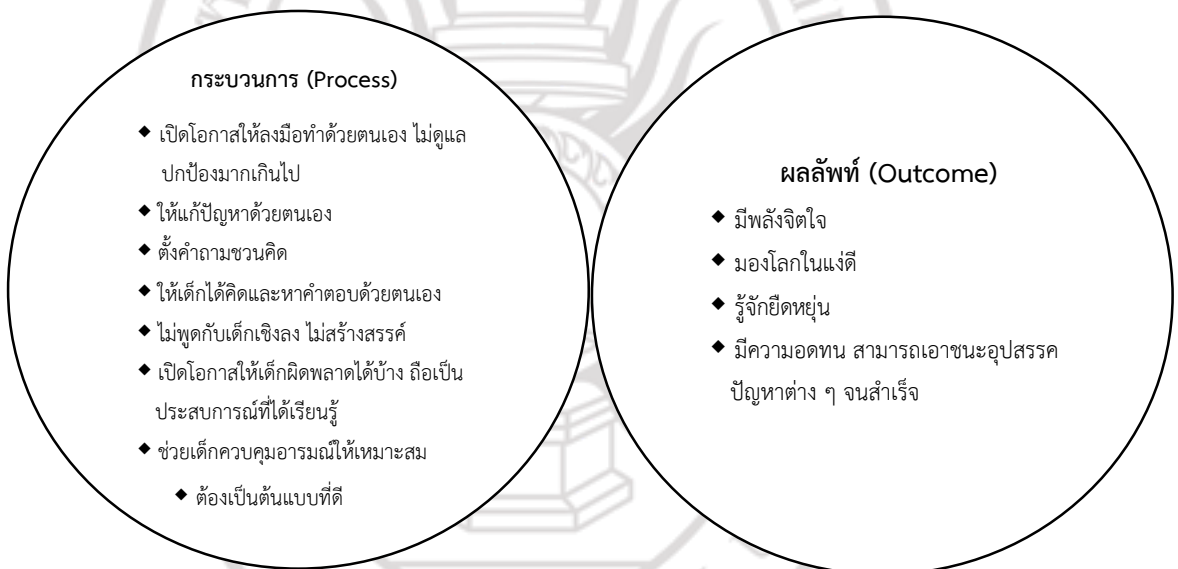 กระบวนการ (Process)
◆ เปิดโอกาสให้ลงมือทำด้วยตนเอง ไม่ดูแล
ปกป้องมากเกินไป
◆ ให้แก้ปัญหาด้วยตนเอง
◆ ตั้งคำถามชวนคิด
◆ ให้เด็กได้คิดและหาคำตอบด้วยตนเอง
◆ ไม่พูดกับเด็กเชิงลง ไม่สร้างสรรค์
◆ เปิดโอกาสให้เด็กผิดพลาดได้บ้าง ถือเป็น
ประสบการณ์ที่ได้เรียนรู้
◆ ช่วยเด็กควบคุมอารมณ์ให้เหมาะสม
◆ ต้องเป็นต้นแบบที่ดี
ผลลัพท์ (Outcome)
◆ มีพลังจิตใจ
◆ มองโลกในแง่ดี
◆ รู้จักยืดหยุ่น
◆ มีความอดทน สามารถเอาชนะอุปสรรค
ปัญหาต่าง ๆ จนสำเร็จ